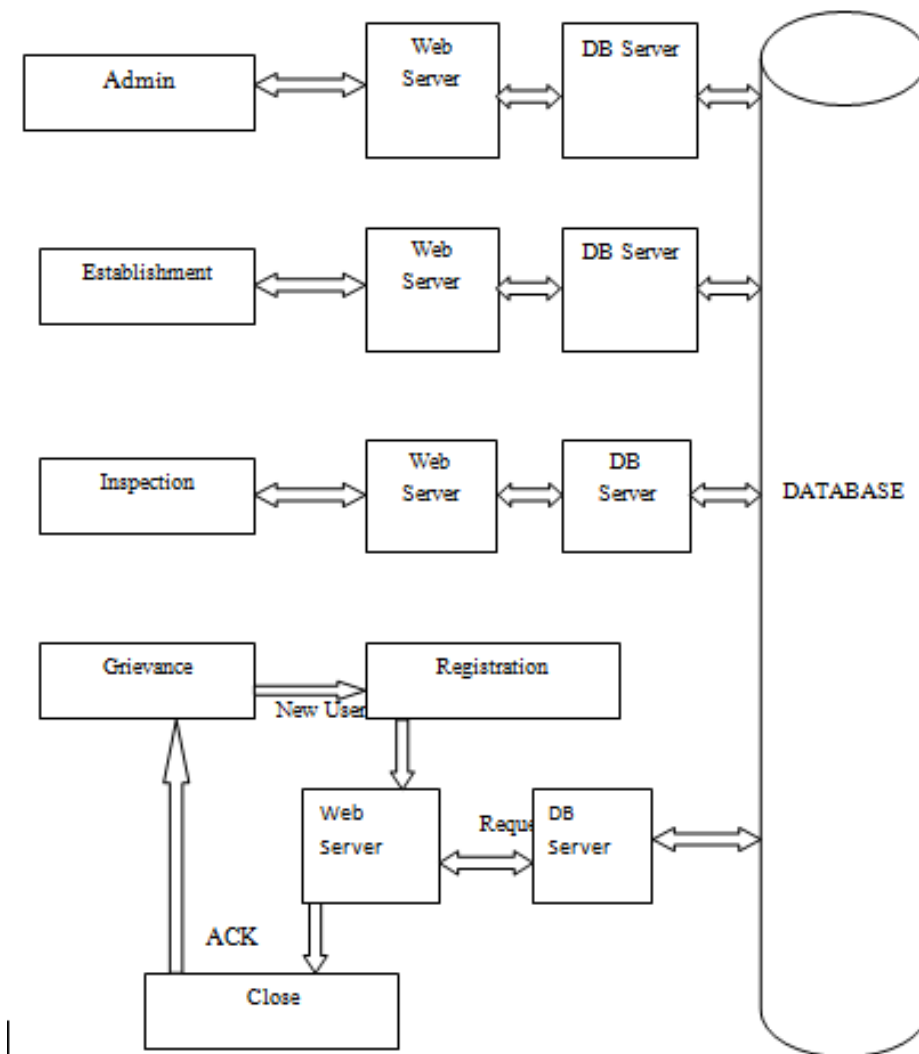 Admin
Web
Server
DB Server
Establishment
Web
Server
DB Server
Inspection
Web
Server
DB
Server
DATABASE
Grievance
New User
Registration
Web
Server
Reque
DB
Server
ACK
Close